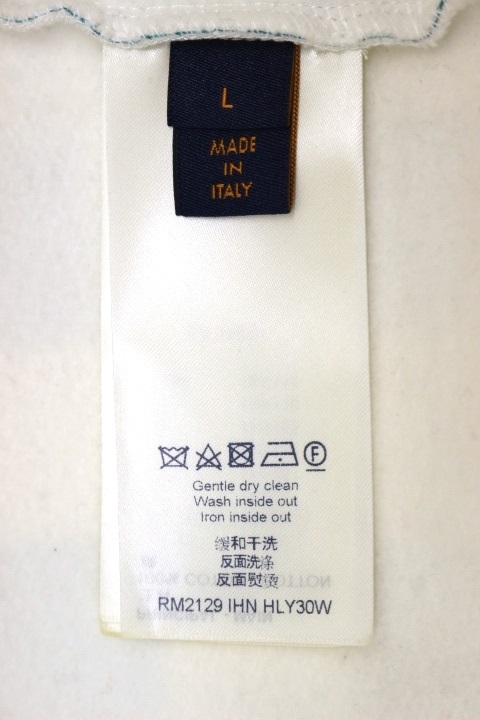 L
MADE
IN
ITALY
F
Gentle dry clean
Wash inside out
Iron inside out
缓和干洗
反面洗涤
反面熨烫
RM2129 IHN HLY30W